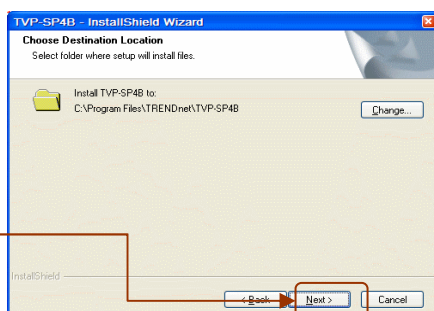 TVP-SP4B - InstallShield Wizard
Choose Destination Location
Select folder where setup will install files.
Install TVP-SP4B to:
C:\Program Files\TRENDnet\TVP-SP4B
Change...
InstallShield
< Back
Next >
Cancel